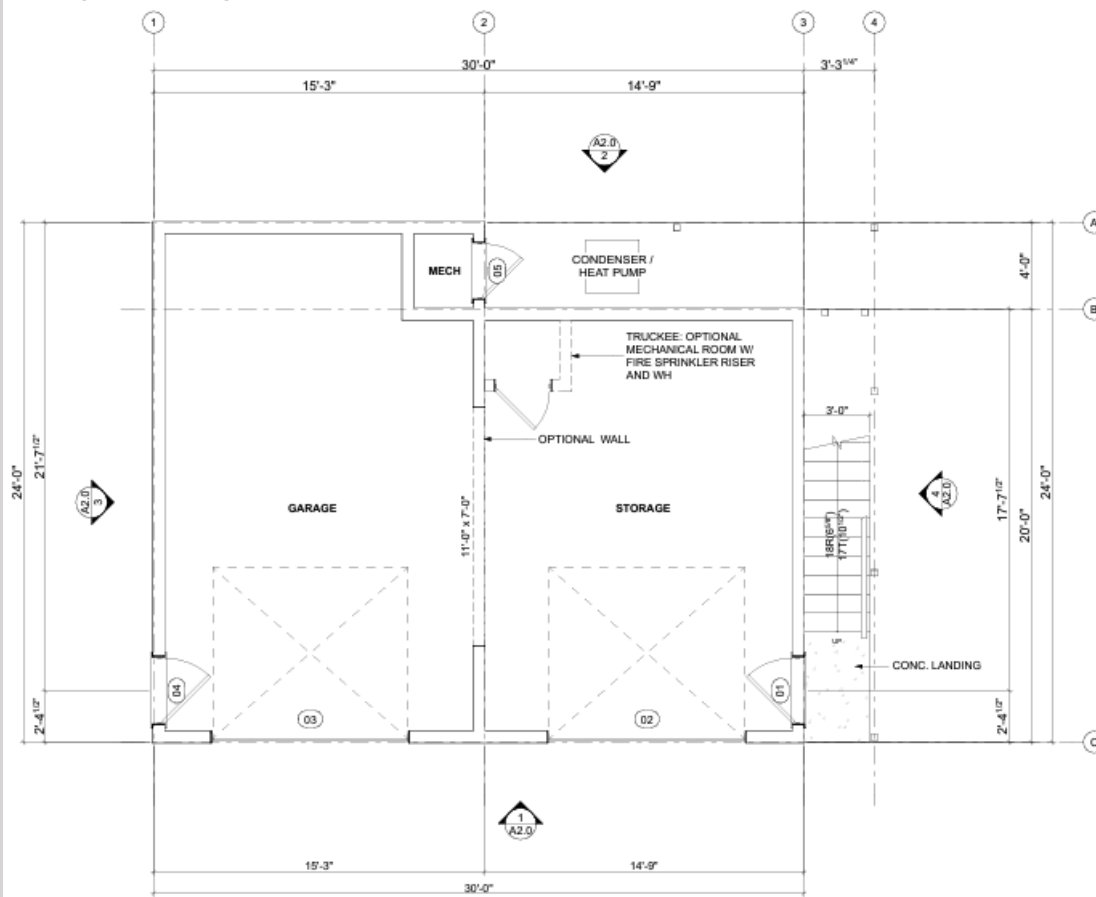 1
2
3
4
30'-0"
3'-3 1/4"
15'-3"
14'-9"
A2.0
2
A
MECH
05
CONDENSER /
HEAT PUMP
4'-0"
B
TRUCKEE: OPTIONAL
MECHANICAL ROOM W/
FIRE SPRINKLER RISER
AND WH
3'-0"
OPTIONAL WALL
24'-0"
21'-7 1/2"
A2.0
3
GARAGE
11'-0" x 7'-0"
STORAGE
18R(6 5/8")
17T(10 1/2")
4
A2.0
17'-7 1/2"
20'-0"
24'-0"
UP
CONC. LANDING
04
03
02
01
2'-4 1/2"
2'-4 1/2"
C
1
A2.0
15'-3"
14'-9"
30'-0"